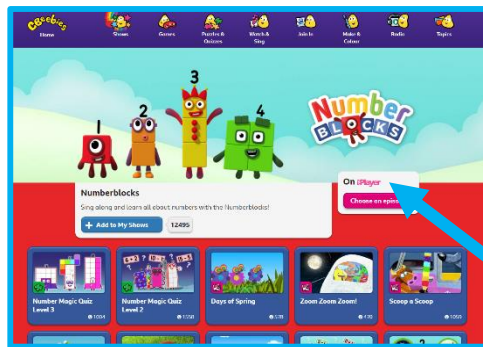 CBeebies
Home
Shows
Games
Puzzles & Quizzes
Watch & Sing
Join In
Make & Colour
Radio
Topics
1
2
3
4
Number
BLOCKS
Numberblocks
Sing along and learn all about numbers with the Numberblocks!
+ Add to My Shows
12495
On iPlayer
Choose an
Number Magic Quiz
Level 3
Number Magic Quiz
Level 2
Days of Spring
Zoom Zoom Zoom!
Scoop a Scoop